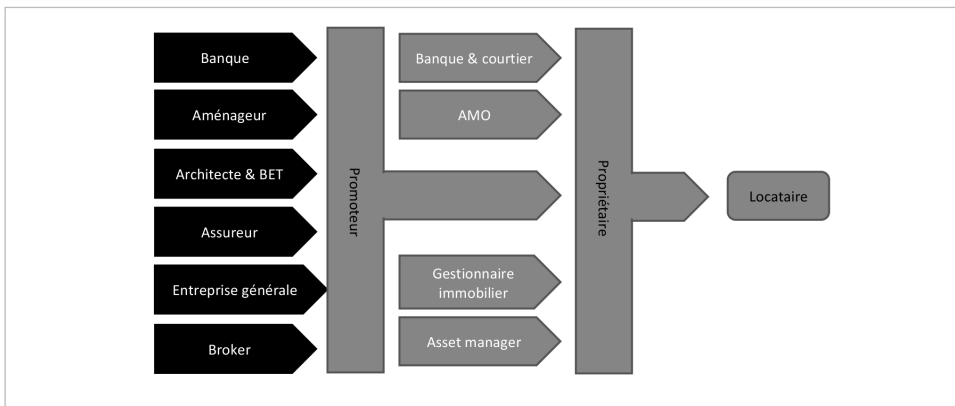 Banque
Aménageur
Architecte & BET
Assureur
Entreprise générale
Broker
Promoteur
Banque & courtier
AMO
Gestionnaire
immobilier
Asset manager
Propriétaire
Locataire